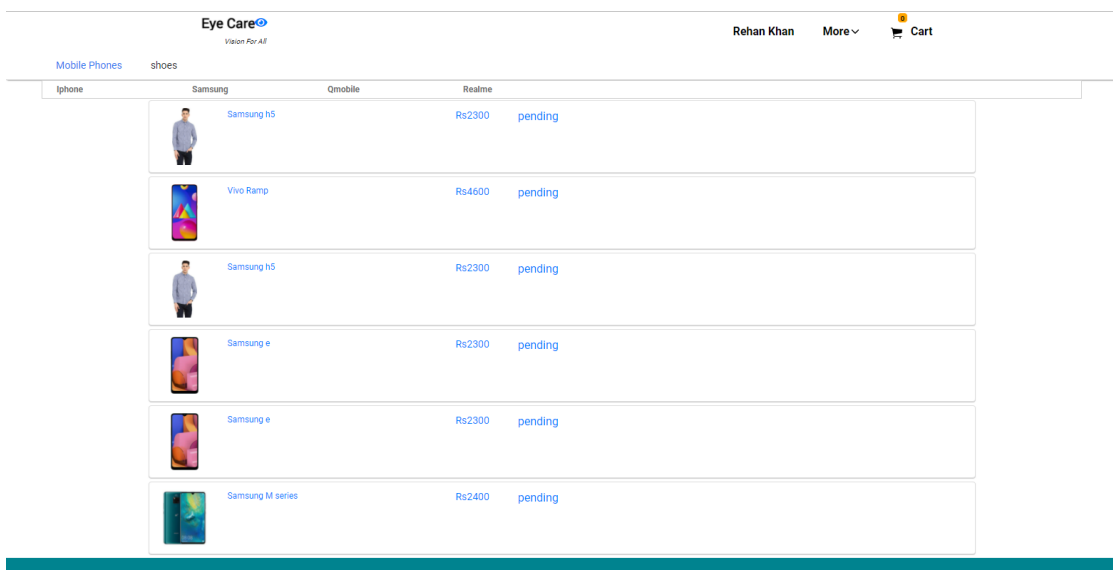 Eye Care
Vision For All
Rehan Khan More 0 Cart
Mobile Phones shoes
Iphone Samsung Qmobile Realme
Samsung h5 Rs2300 pending
Vivo Ramp Rs4600 pending
Samsung h5 Rs2300 pending
Samsung e Rs2300 pending
Samsung e Rs2300 pending
Samsung M series Rs2400 pending